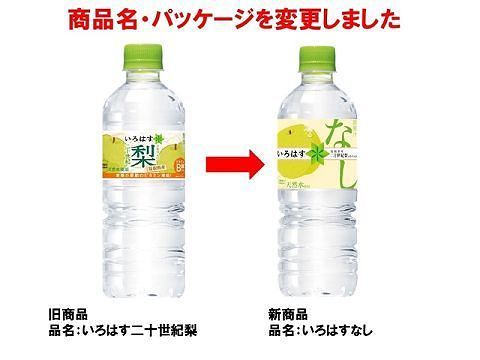 商品名・パッケージを変更しました
いろはす
梨
いろはす
なし
天然水
旧商品
品名：いろはす二十世紀梨
新商品
品名：いろはすなし